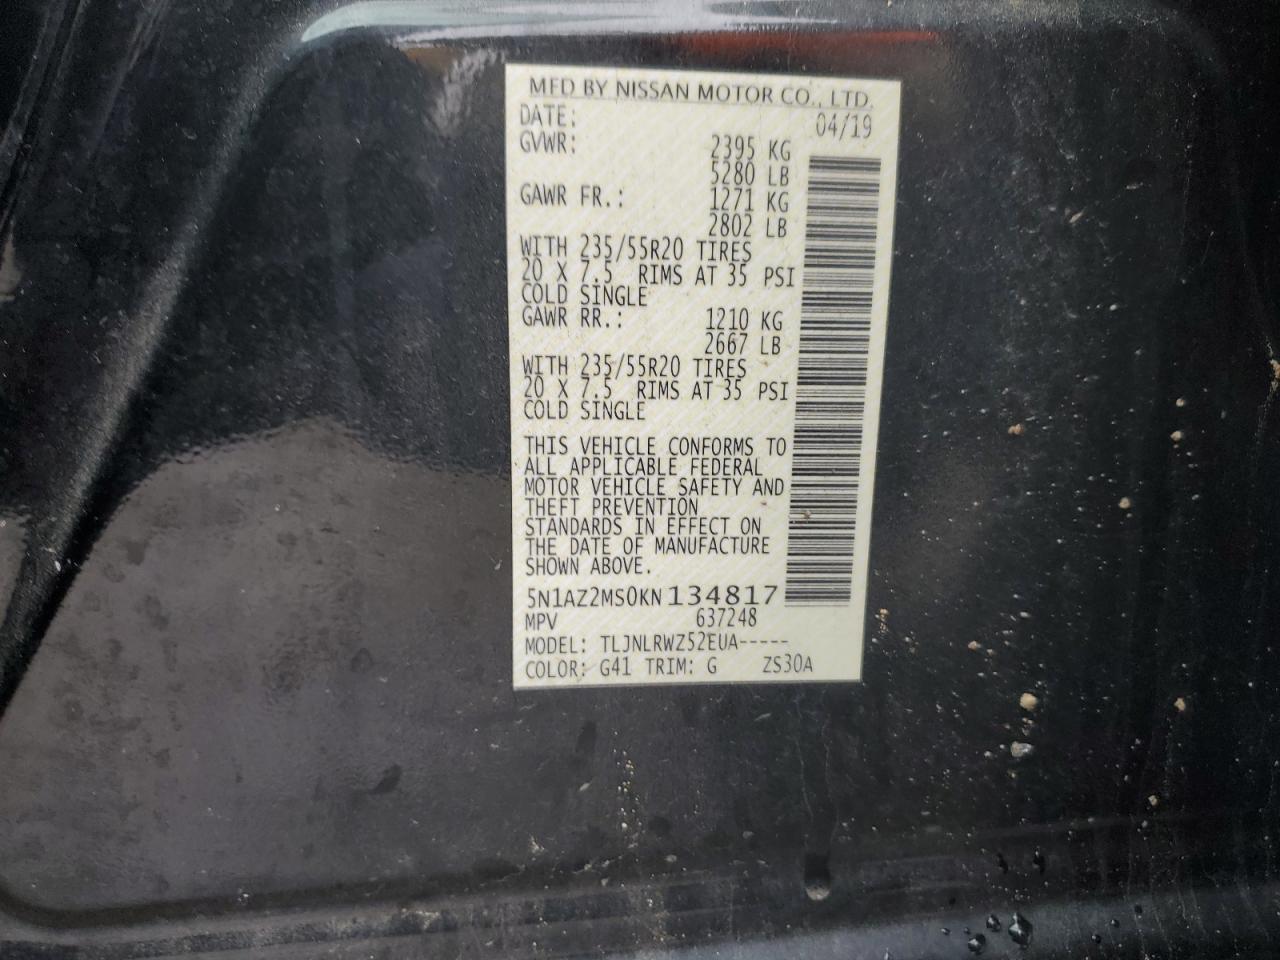 MFD BY NISSAN MOTOR CO., LTD.
DATE: 04/19
GVWR: 2395 KG
5280 LB
GAWR FR.: 1271 KG
2802 LB
WITH 235/55R20 TIRES
20 X 7.5 RIMS AT 35 PSI
COLD SINGLE
GAWR RR.: 1210 KG
2667 LB
WITH 235/55R20 TIRES
20 X 7.5 RIMS AT 35 PSI
COLD SINGLE
THIS VEHICLE CONFORMS TO
ALL APPLICABLE FEDERAL
MOTOR VEHICLE SAFETY AND
THEFT PREVENTION
STANDARDS IN EFFECT ON
THE DATE OF MANUFACTURE
SHOWN ABOVE.
5N1AZ2MS0KN134817
MPV 637248
MODEL: TLJNLRWZ52EUA-----
COLOR: G41 TRIM: G ZS30A